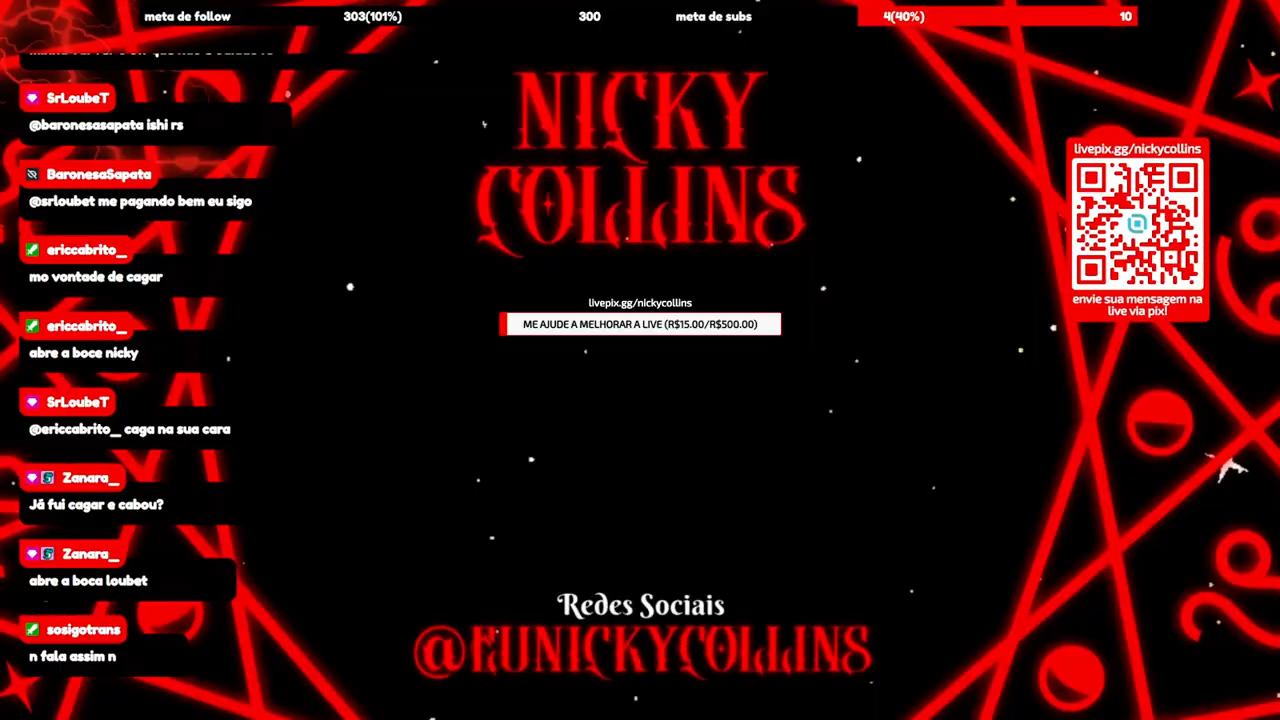 meta de follow 303(101%) 300 meta de subs 4(40%) 10
SrLoubeT
@baronesasapata ishi rs
BaronesaSapata
@srloubet me pagando bem eu sigo
ericcabrito_
mo vontade de cagar
ericcabrito_
abre a boce nicky
SrLoubeT
@ericcabrito_ caga na sua cara
Zanara_
Já fui cagar e cabou?
Zanara_
abre a boca loubet
sosigotrans
n fala assim n
NICKY
COLLINS
livepix.gg/nickycollins
ME AJUDE A MELHORAR A LIVE (R$15.00/R$500.00)
Redes Sociais
@EUNICKYCOLLINS
livepix.gg/nickycollins
envie sua mensagem na
live via pix!